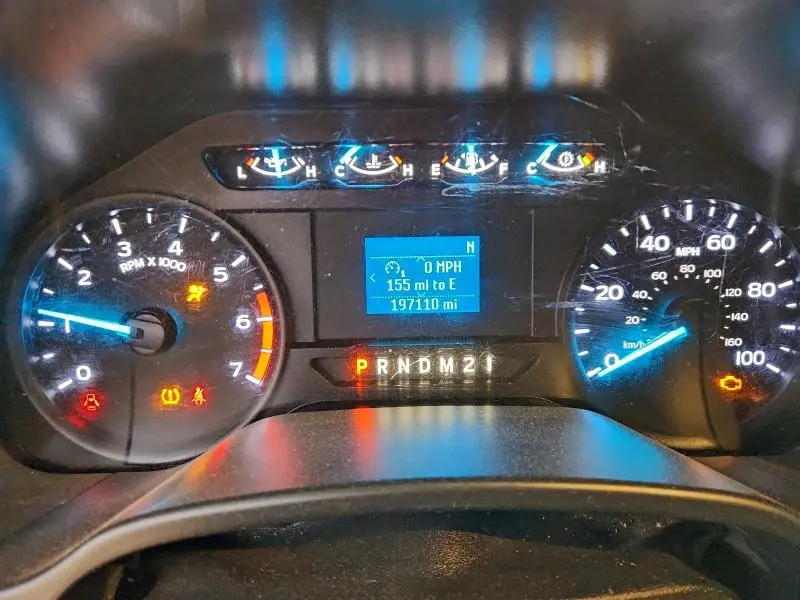 L H C H E F C H
3 4
RPM X 1000
2 5
1 6
0 7
N
1 0 MPH
155 mi to E
197110 mi
P R N D M 2 1
40 MPH 60
60 80 100
20 40 120 80
20 140
km/h 160
0 100